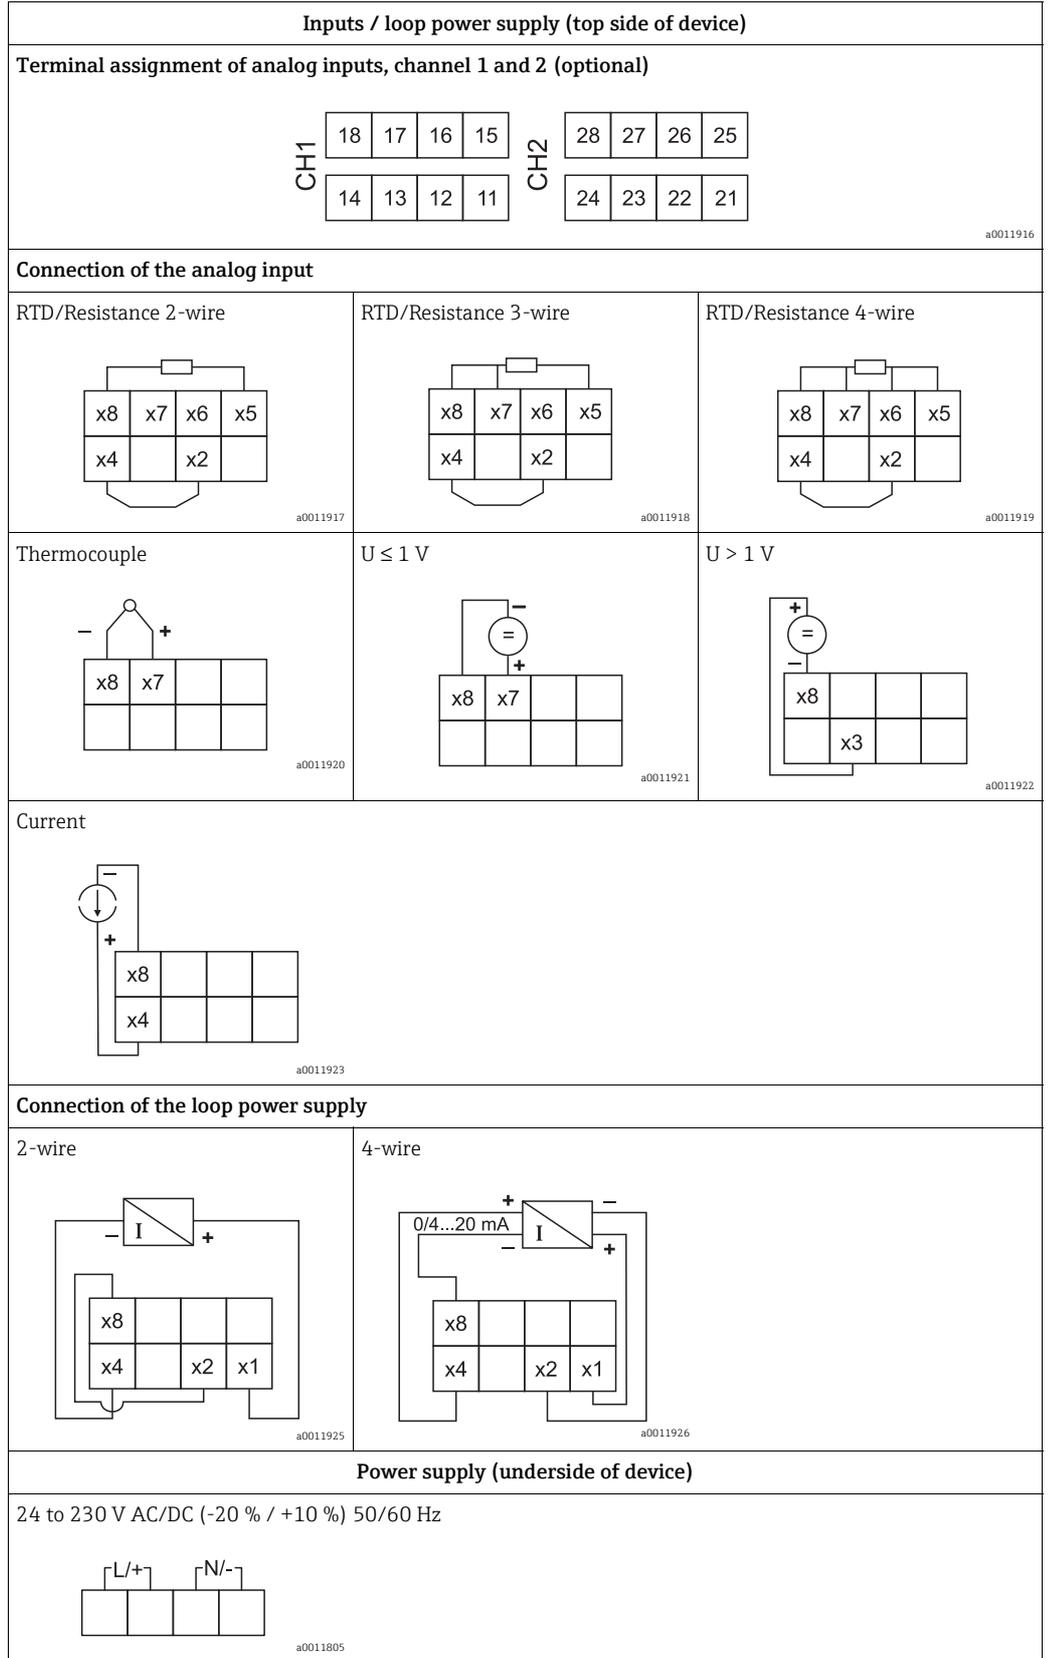 Inputs / loop power supply (top side of device)
Terminal assignment of analog inputs, channel 1 and 2 (optional)
CH1
18 17 16 15
14 13 12 11
CH2
28 27 26 25
24 23 22 21
a0011916
Connection of the analog input
RTD/Resistance 2-wire
x8 x7 x6 x5
x4 x2
a0011917
RTD/Resistance 3-wire
x8 x7 x6 x5
x4 x2
a0011918
RTD/Resistance 4-wire
x8 x7 x6 x5
x4 x2
a0011919
Thermocouple
− +
x8 x7
a0011920
U ≤ 1 V
−
=
+
x8 x7
a0011921
U > 1 V
+
=
−
x8
x3
a0011922
Current
−
+
x8
x4
a0011923
Connection of the loop power supply
2-wire
− I +
x8
x4 x2 x1
a0011925
4-wire
+ −
0/4...20 mA I
− +
x8
x4 x2 x1
a0011926
Power supply (underside of device)
24 to 230 V AC/DC (-20 % / +10 %) 50/60 Hz
L/+ N/-
a0011805